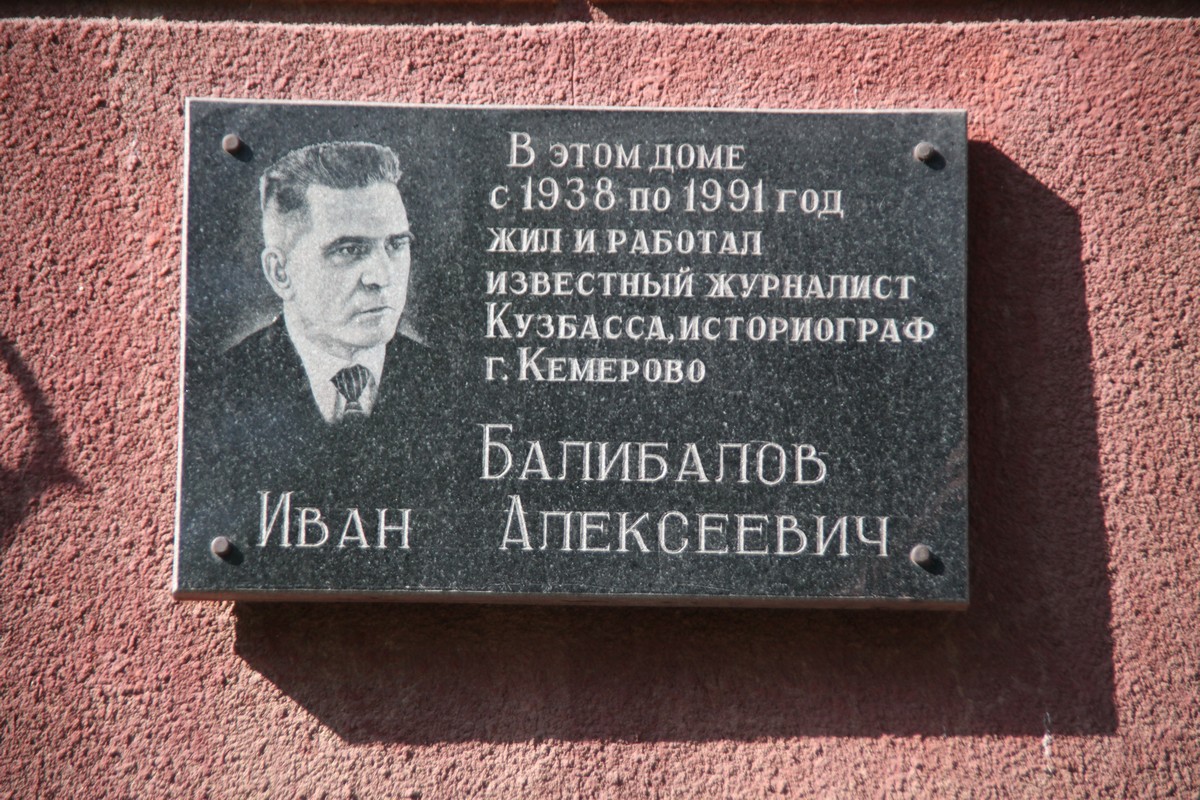 В этом доме
с 1938 по 1991 год
жил и работал
известный журналист
Кузбасса, историограф
г. Кемерово
Балибалов
Иван Алексеевич